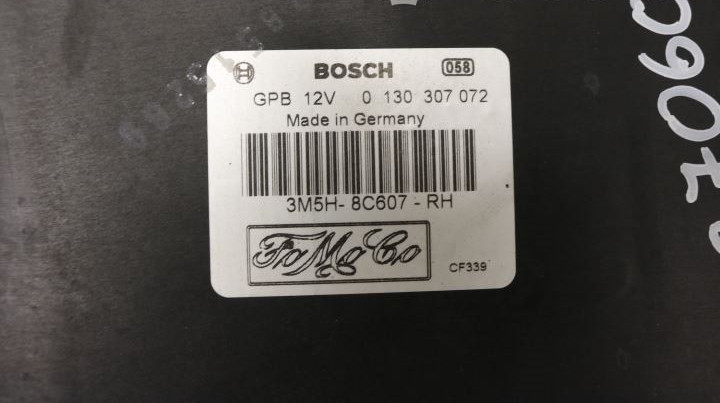 BOSCH 058
GPB 12V 0 130 307 072
Made in Germany
3M5H- 8C607 - RH
FoMoCo
CF339